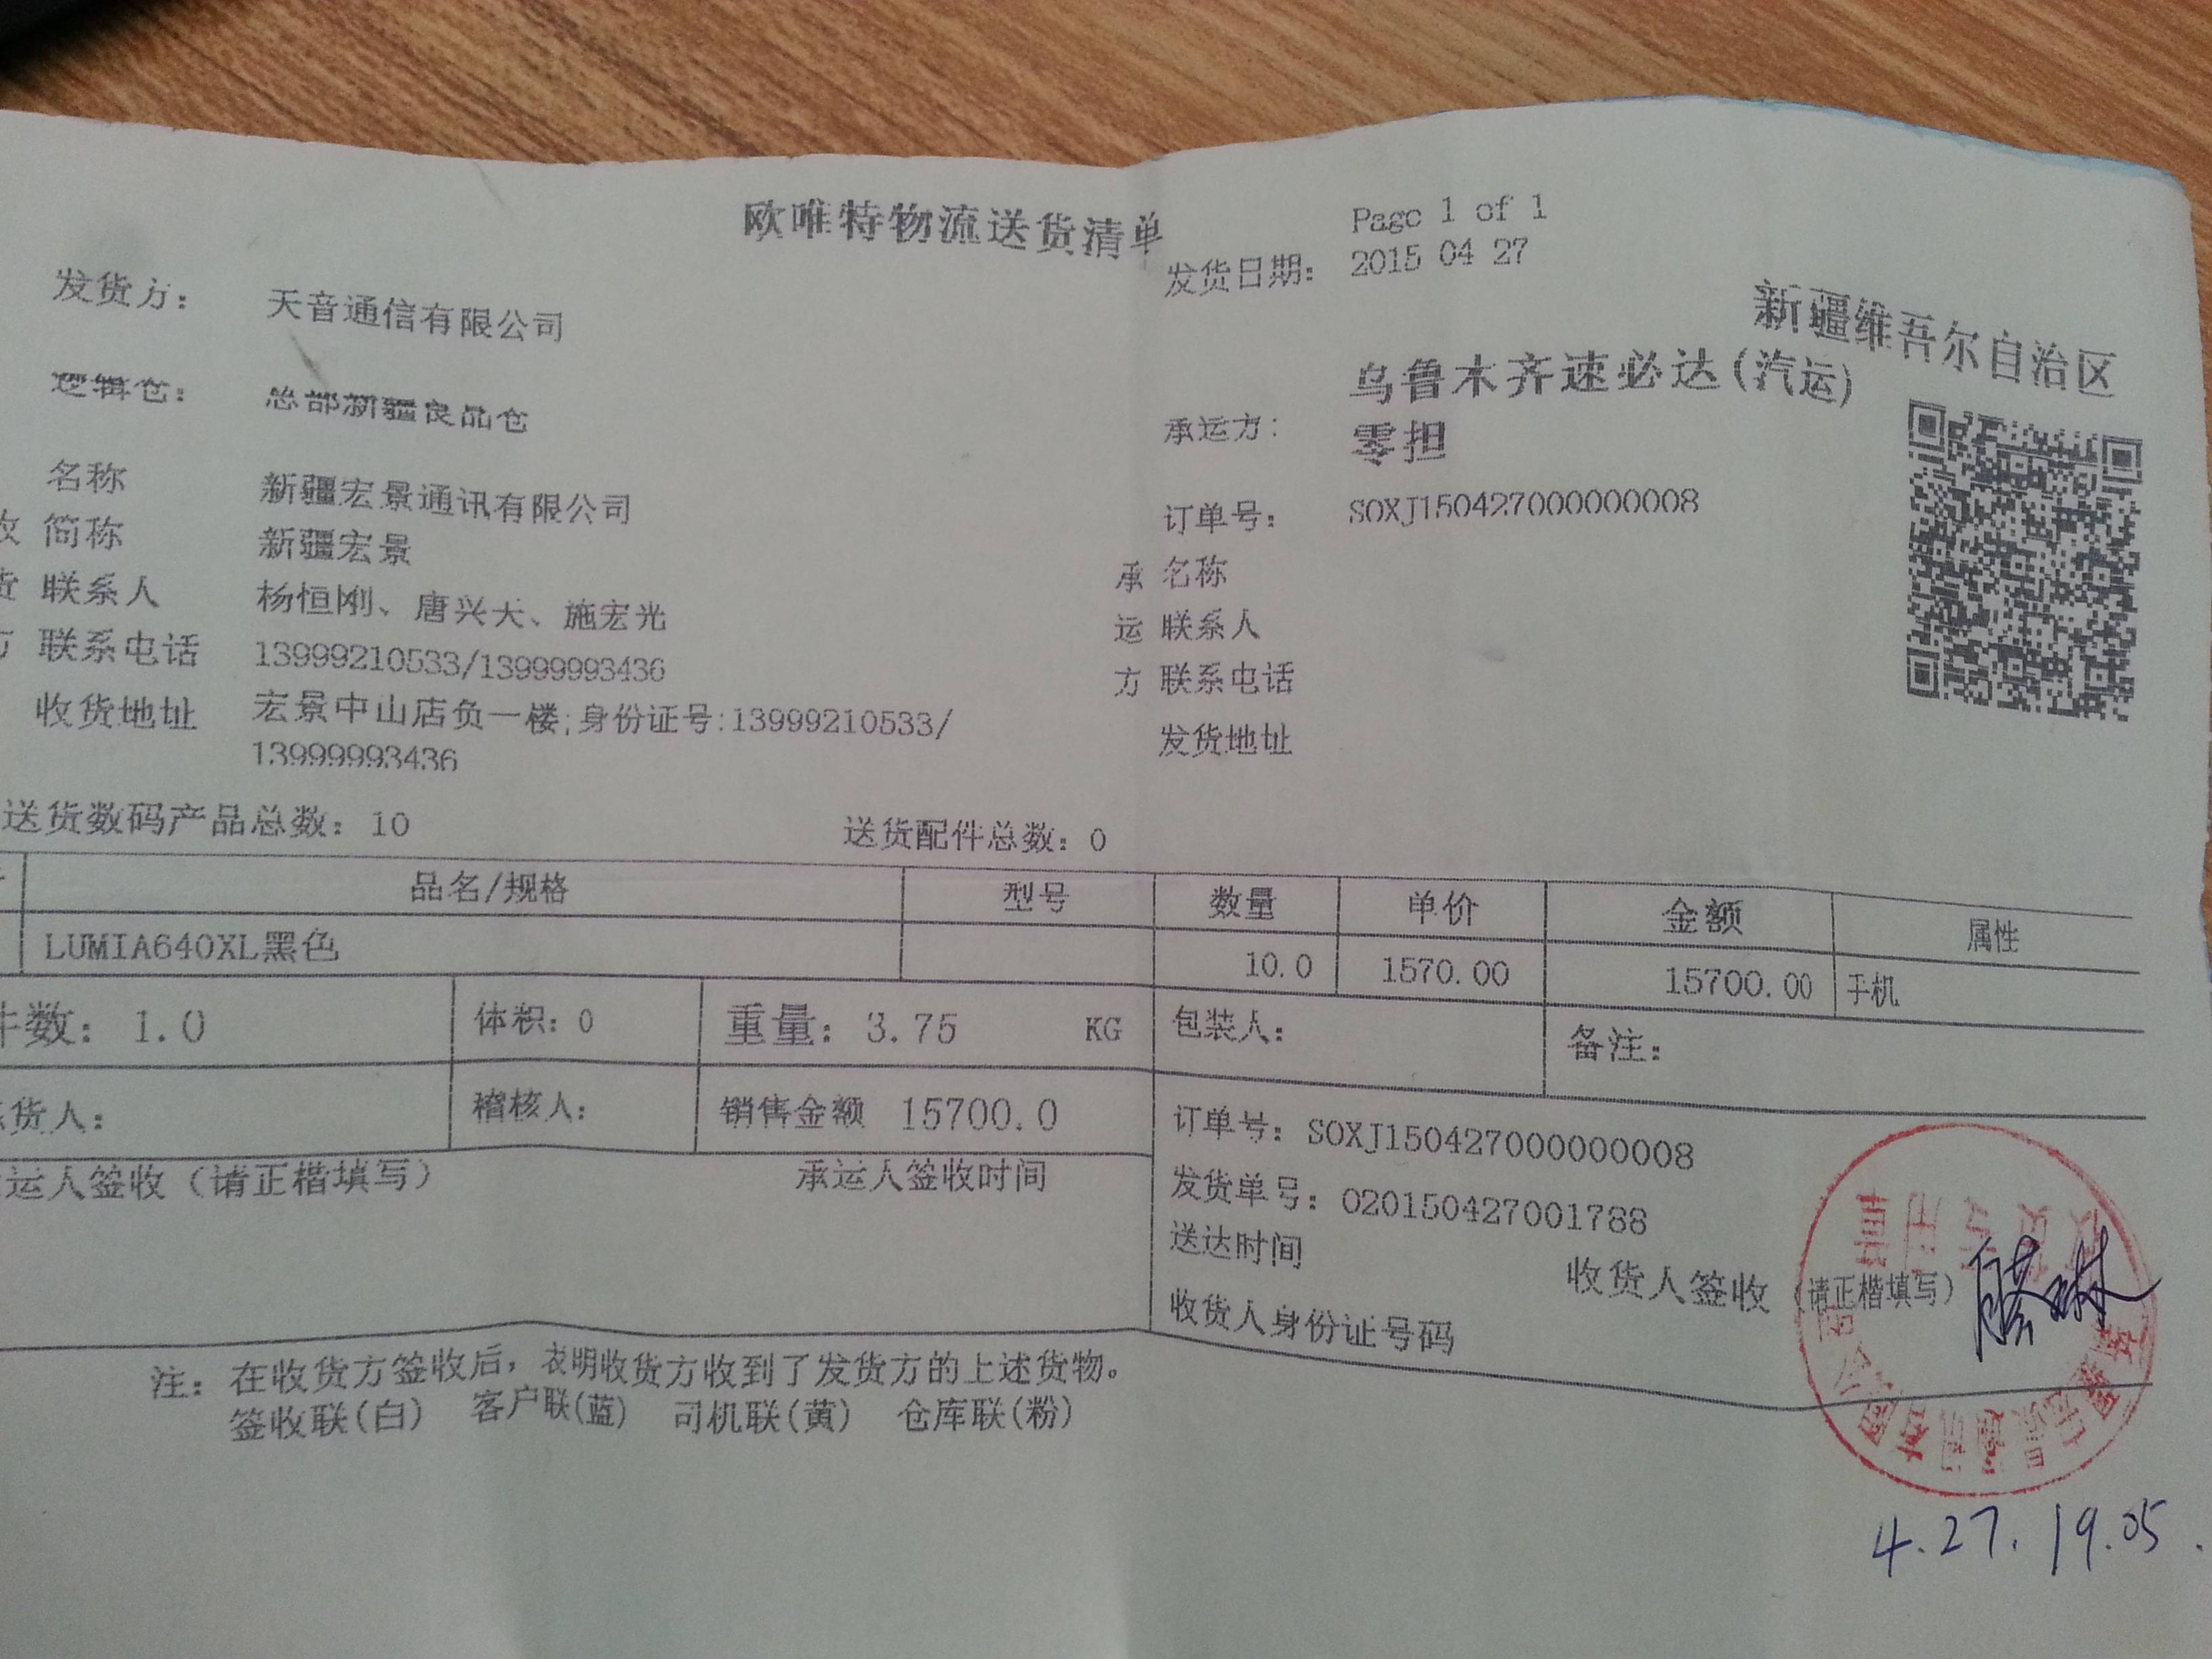 欧唯特物流送货清单
Page 1 of 1
发货日期: 2015 04 27
发货方: 天音通信有限公司
新疆维吾尔自治区
逻辑仓: 总部新疆良品仓
承运方: 乌鲁木齐速必达(汽运)
零担
名称 新疆宏景通讯有限公司
订单号: SOXJ150427000000008
收 简称 新疆宏景
承 名称
货 联系人 杨恒刚、唐兴大、施宏光
运 联系人
方 联系电话 13999210533/13999993436
方 联系电话
收货地址 宏景中山店负一楼;身份证号:13999210533/
13999993436
发货地址
送货数码产品总数: 10 送货配件总数: 0
品名/规格 型号 数量 单价 金额 属性
LUMIA640XL黑色 10.0 1570.00 15700.00 手机
件数: 1.0 体积: 0 重量: 3.75 KG 包装人: 备注:
货人: 稽核人: 销售金额 15700.0
订单号: SOXJ150427000000008
运人签收（请正楷填写） 承运人签收时间
发货单号: 020150427001788
送达时间
收货人签收（请正楷填写）
收货人身份证号码
注: 在收货方签收后, 表明收货方收到了发货方的上述货物。
签收联(白) 客户联(蓝) 司机联(黄) 仓库联(粉)
4.27. 19.05.